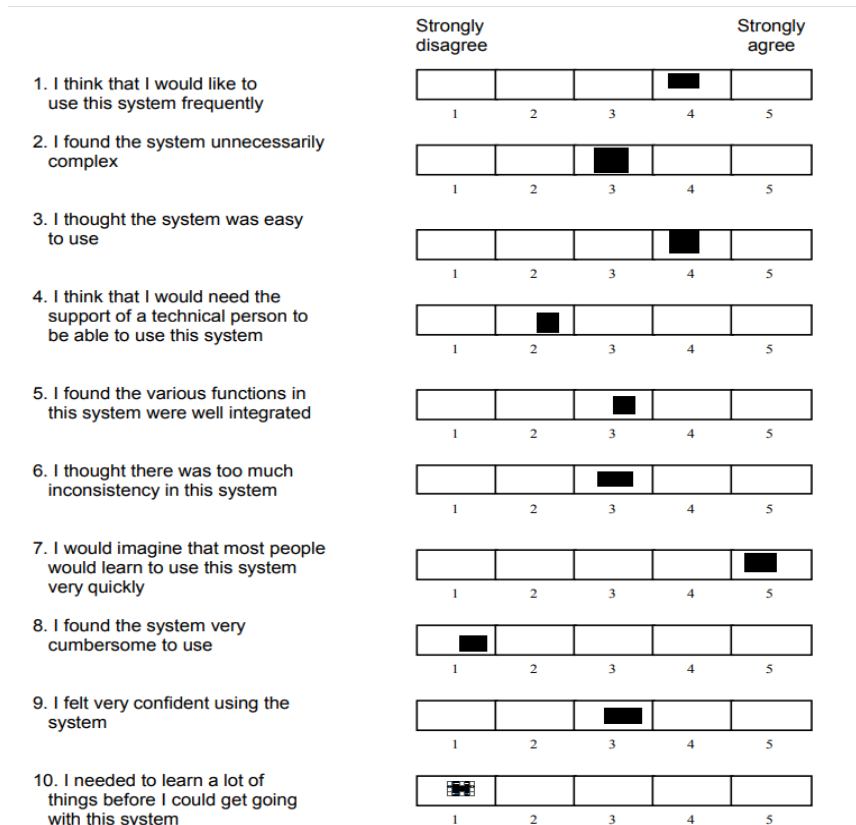 Strongly
disagree
Strongly
agree
1. I think that I would like to
use this system frequently
1 2 3 4 5
2. I found the system unnecessarily
complex
1 2 3 4 5
3. I thought the system was easy
to use
1 2 3 4 5
4. I think that I would need the
support of a technical person to
be able to use this system
1 2 3 4 5
5. I found the various functions in
this system were well integrated
1 2 3 4 5
6. I thought there was too much
inconsistency in this system
1 2 3 4 5
7. I would imagine that most people
would learn to use this system
very quickly
1 2 3 4 5
8. I found the system very
cumbersome to use
1 2 3 4 5
9. I felt very confident using the
system
1 2 3 4 5
10. I needed to learn a lot of
things before I could get going
with this system
1 2 3 4 5